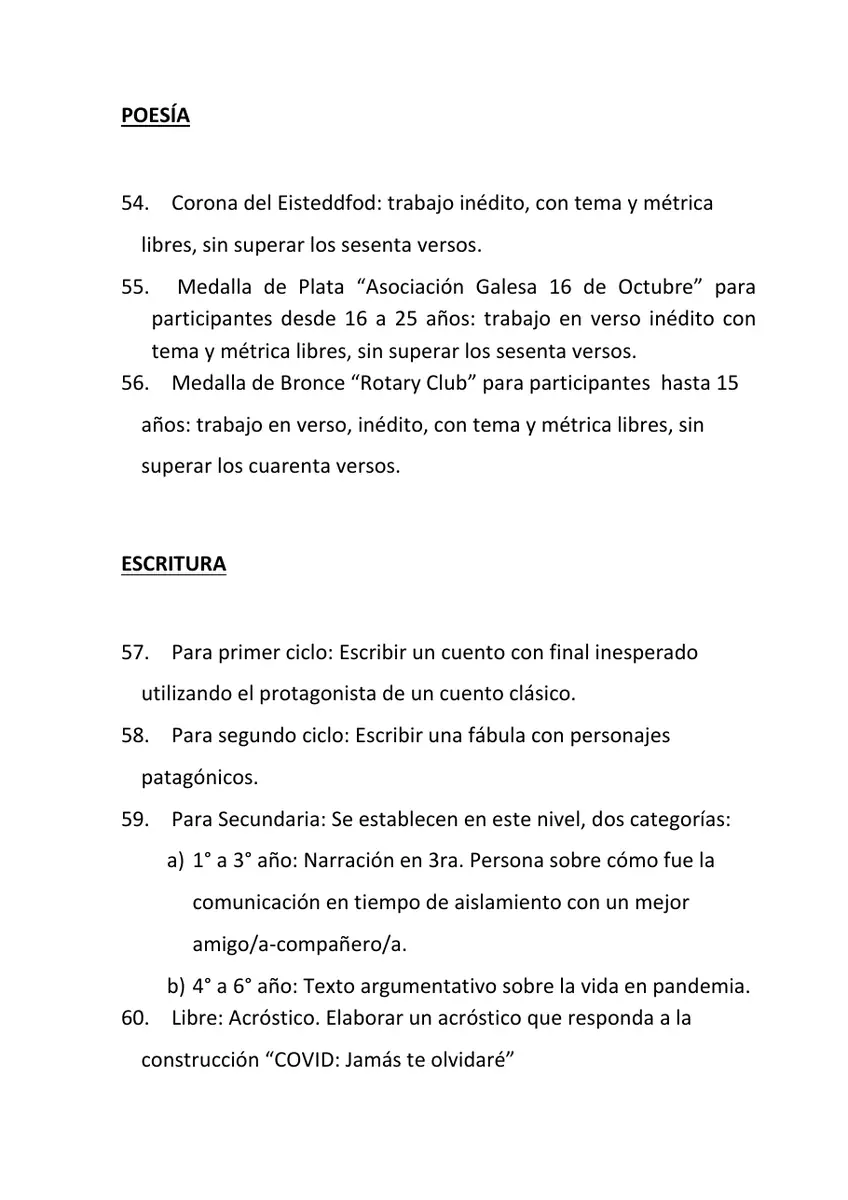 POESÍA
54. Corona del Eisteddfod: trabajo inédito, con tema y métrica
libres, sin superar los sesenta versos.
55. Medalla de Plata “Asociación Galesa 16 de Octubre” para
participantes desde 16 a 25 años: trabajo en verso inédito con
tema y métrica libres, sin superar los sesenta versos.
56. Medalla de Bronce “Rotary Club” para participantes hasta 15
años: trabajo en verso, inédito, con tema y métrica libres, sin
superar los cuarenta versos.
ESCRITURA
57. Para primer ciclo: Escribir un cuento con final inesperado
utilizando el protagonista de un cuento clásico.
58. Para segundo ciclo: Escribir una fábula con personajes
patagónicos.
59. Para Secundaria: Se establecen en este nivel, dos categorías:
a) 1° a 3° año: Narración en 3ra. Persona sobre cómo fue la
comunicación en tiempo de aislamiento con un mejor
amigo/a-compañero/a.
b) 4° a 6° año: Texto argumentativo sobre la vida en pandemia.
60. Libre: Acróstico. Elaborar un acróstico que responda a la
construcción “COVID: Jamás te olvidaré”